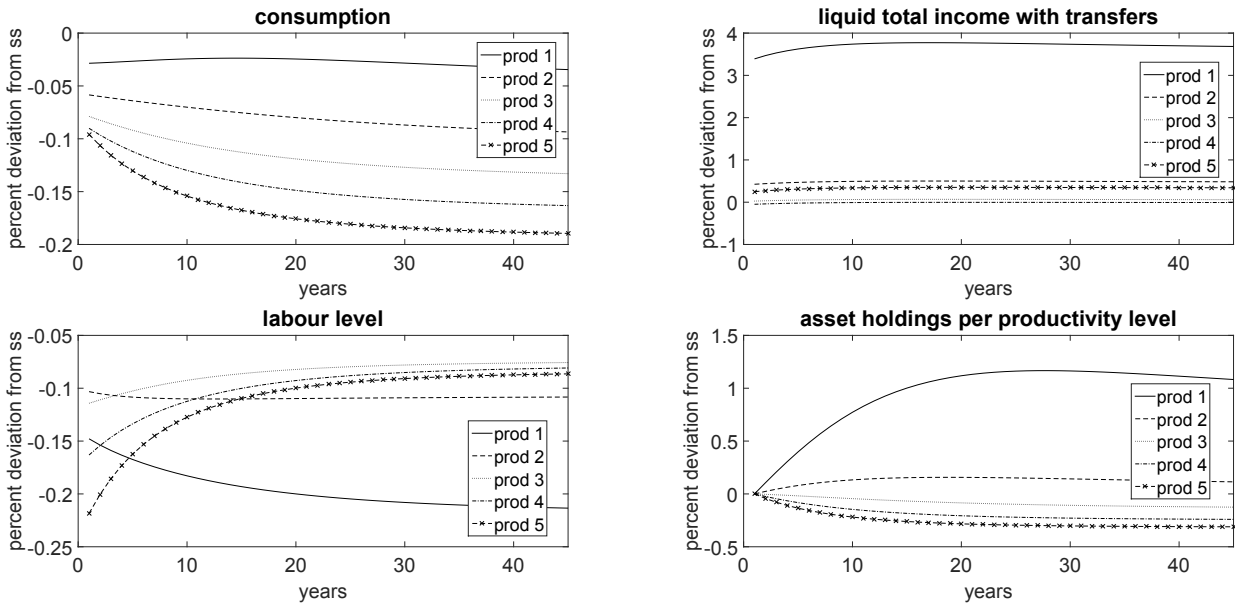 consumption
percent deviation from ss
0
-0.05
-0.1
-0.15
-0.2
0
10
20
30
40
years
prod 1
prod 2
prod 3
prod 4
prod 5
liquid total income with transfers
percent deviation from ss
4
3
2
1
0
-1
0
10
20
30
40
years
prod 1
prod 2
prod 3
prod 4
prod 5
labour level
percent deviation from ss
-0.05
-0.1
-0.15
-0.2
-0.25
0
10
20
30
40
years
prod 1
prod 2
prod 3
prod 4
prod 5
asset holdings per productivity level
percent deviation from ss
1.5
1
0.5
0
-0.5
0
10
20
30
40
years
prod 1
prod 2
prod 3
prod 4
prod 5